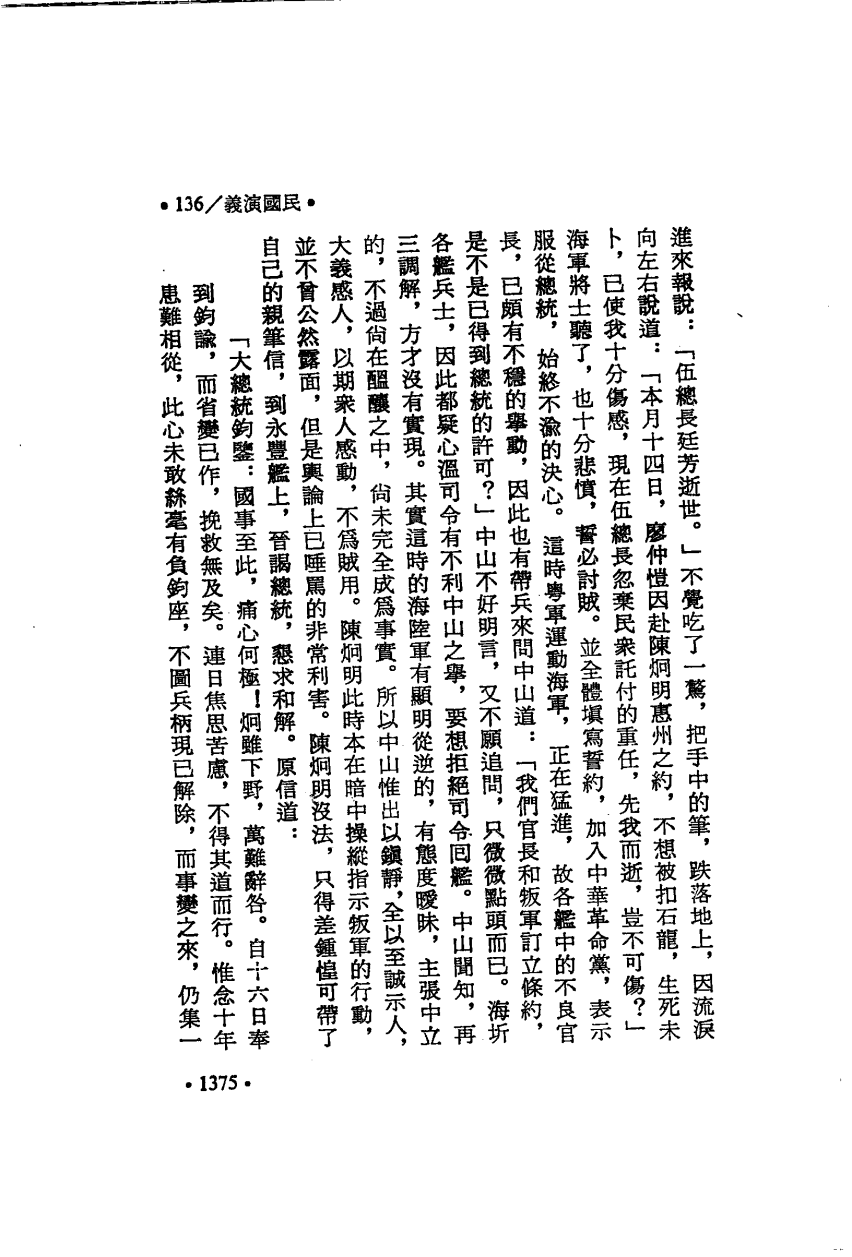 •136/義演國民•
進來報說：「伍總長廷芳逝世。」不覺吃了一驚，把手中的筆，跌落地上，因流淚
向左右說道：「本月十四日，廖仲愷因赴陳炯明惠州之約，不想被扣石龍，生死未
卜，已使我十分傷感，現在伍總長忽棄民衆託付的重任，先我而逝，豈不可傷？」
海軍將士聽了，也十分悲憤，誓必討賊。並全體填寫誓約，加入中華革命黨，表示
服從總統，始終不渝的決心。這時粵軍運動海軍，正在猛進，故各艦中的不良官
長，已頗有不穩的舉動，因此也有帶兵來問中山道：「我們官長和叛軍訂立條約，
是不是已得到總統的許可？」中山不好明言，又不願追問，只微微點頭而已。海圻
各艦兵士，因此都疑心溫司令有不利中山之舉，要想拒絕司令回艦。中山聞知，再
三調解，方才沒有實現。其實這時的海陸軍有顯明從逆的，有態度曖昧，主張中立
的，不過尙在醞釀之中，尙未完全成爲事實。所以中山惟出以鎭靜，全以至誠示人，
大義感人，以期衆人感動，不爲賊用。陳炯明此時本在暗中操縱指示叛軍的行動，
並不曾公然露面，但是輿論上已唾罵的非常利害。陳炯明沒法，只得差鍾惺可帶了
自己的親筆信，到永豐艦上，晉謁總統，懇求和解。原信道：
「大總統鈞鑒：國事至此，痛心何極！炯雖下野，萬難辭咎。自十六日奉
到鈞諭，而省變已作，挽救無及矣。連日焦思苦慮，不得其道而行。惟念十年
患難相從，此心未敢絲毫有負鈞座，不圖兵柄現已解除，而事變之來，仍集一
•1375•